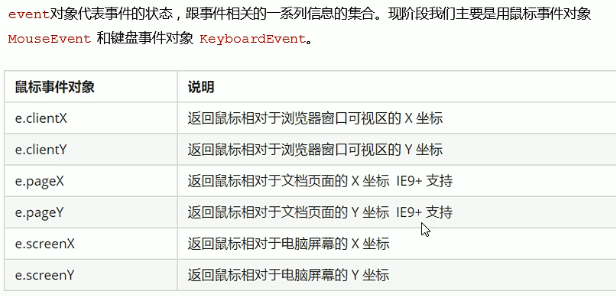 event对象代表事件的状态，跟事件相关的一系列信息的集合。现阶段我们主要是用鼠标事件对象
MouseEvent 和键盘事件对象 KeyboardEvent。
鼠标事件对象 说明
e.clientX 返回鼠标相对于浏览器窗口可视区的 X 坐标
e.clientY 返回鼠标相对于浏览器窗口可视区的 Y 坐标
e.pageX 返回鼠标相对于文档页面的 X 坐标 IE9+ 支持
e.pageY 返回鼠标相对于文档页面的 Y 坐标 IE9+ 支持
e.screenX 返回鼠标相对于电脑屏幕的 X 坐标
e.screenY 返回鼠标相对于电脑屏幕的 Y 坐标